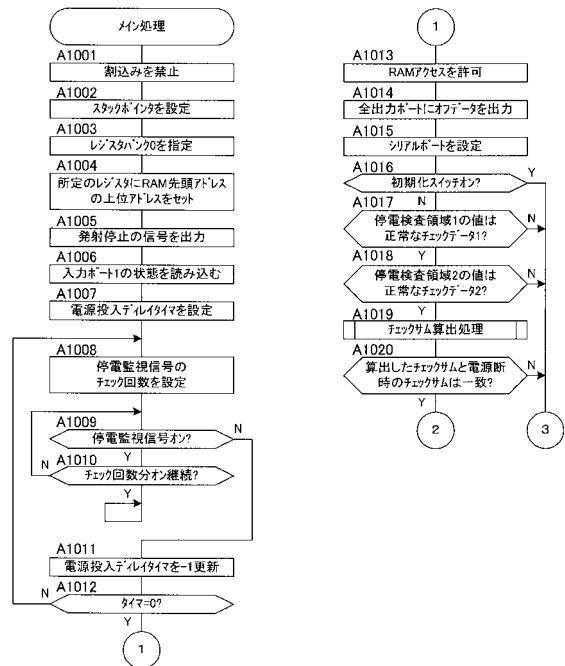 メイン処理
A1001
割込みを禁止
A1002
スタックポインタを設定
A1003
レジスタバンク0を指定
A1004
所定のレジスタにRAM先頭アドレス
の上位アドレスをセット
A1005
発射停止の信号を出力
A1006
入力ポート1の状態を読み込む
A1007
電源投入ディレイタイマを設定
A1008
停電監視信号の
チェック回数を設定
A1009
停電監視信号オン?
N
Y
A1010
N
チェック回数分オン継続?
Y
A1011
電源投入ディレイタイマを-1更新
A1012
N
タイマ=0?
Y
1
1
A1013
RAMアクセスを許可
A1014
全出力ポートにオフデータを出力
A1015
シリアルポートを設定
A1016
初期化スイッチオン?
Y
N
A1017
停電検査領域1の値は
正常なチェックデータ1?
N
Y
A1018
停電検査領域2の値は
正常なチェックデータ2?
N
Y
A1019
チェックサム算出処理
A1020
算出したチェックサムと電源断
時のチェックサムは一致?
N
Y
2
3